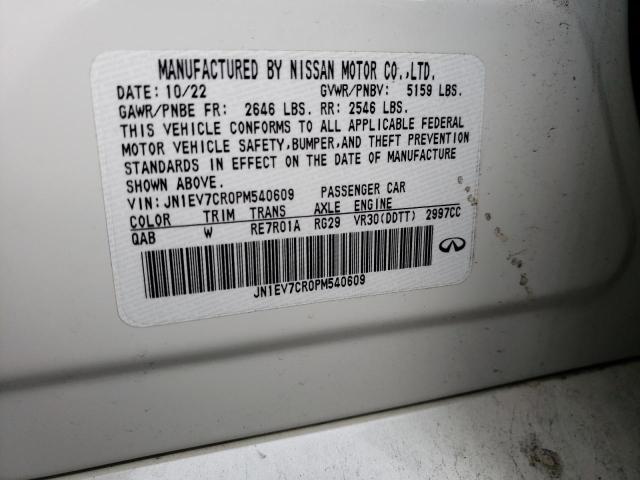 MANUFACTURED BY NISSAN MOTOR CO.,LTD.
DATE: 10/22 GVWR/PNBV: 5159 LBS.
GAWR/PNBE FR: 2646 LBS. RR: 2546 LBS.
THIS VEHICLE CONFORMS TO ALL APPLICABLE FEDERAL
MOTOR VEHICLE SAFETY,BUMPER,AND THEFT PREVENTION
STANDARDS IN EFFECT ON THE DATE OF MANUFACTURE
SHOWN ABOVE.
VIN:JN1EV7CR0PM540609 PASSENGER CAR
COLOR TRIM TRANS AXLE ENGINE
QAB W RE7R01A RG29 VR30(DDTT) 2997CC
JN1EV7CR0PM540609